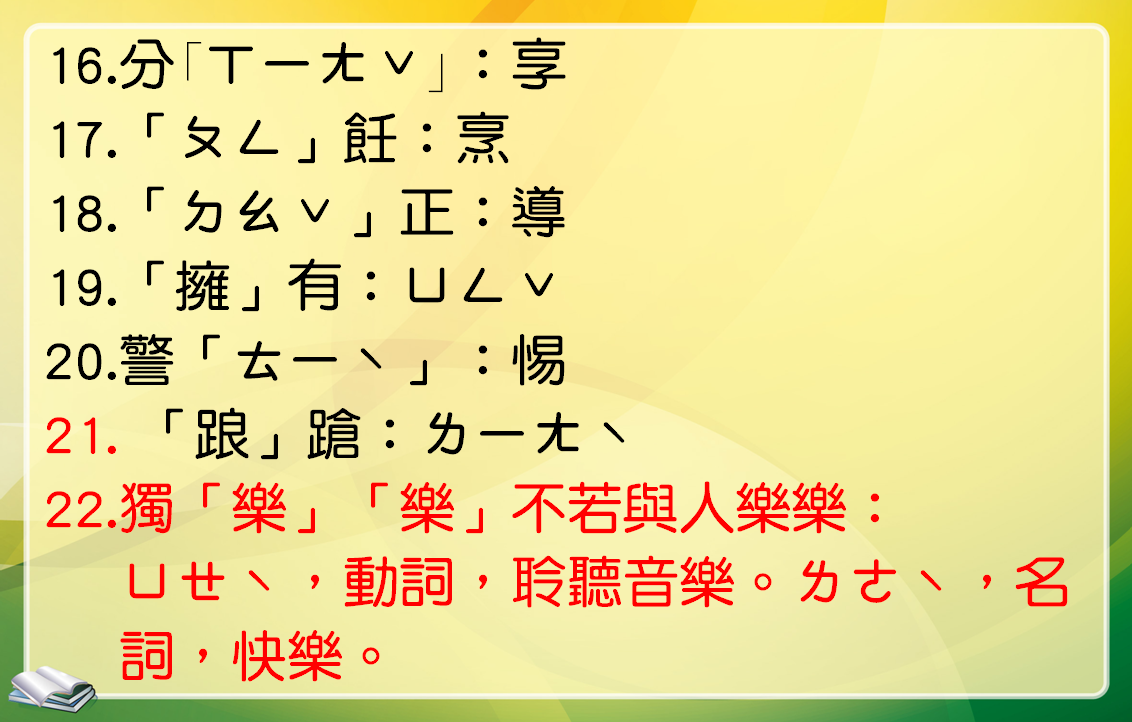 16.分「ㄒㄧㄤˇ」：享
17.「ㄆㄥ」飪：烹
18.「ㄉㄠˇ」正：導
19.「擁」有：ㄩㄥˇ
20.警「ㄊㄧˋ」：惕
21.「踉」蹌：ㄌㄧㄤˋ
22.獨「樂」「樂」不若與人樂樂：
ㄩㄝˋ，動詞，聆聽音樂。ㄌㄜˋ，名
詞，快樂。